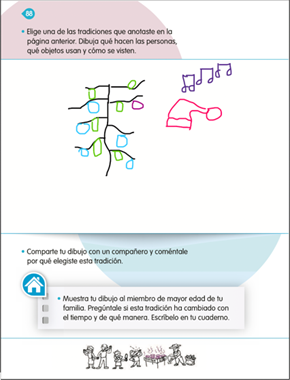 88
• Elige una de las tradiciones que anotaste en la
página anterior. Dibuja qué hacen las personas,
qué objetos usan y cómo se visten.
• Comparte tu dibujo con un compañero y coméntale
por qué elegiste esta tradición.
• Muestra tu dibujo al miembro de mayor edad de tu
familia. Pregúntale si esta tradición ha cambiado con
el tiempo y de qué manera. Escríbelo en tu cuaderno.